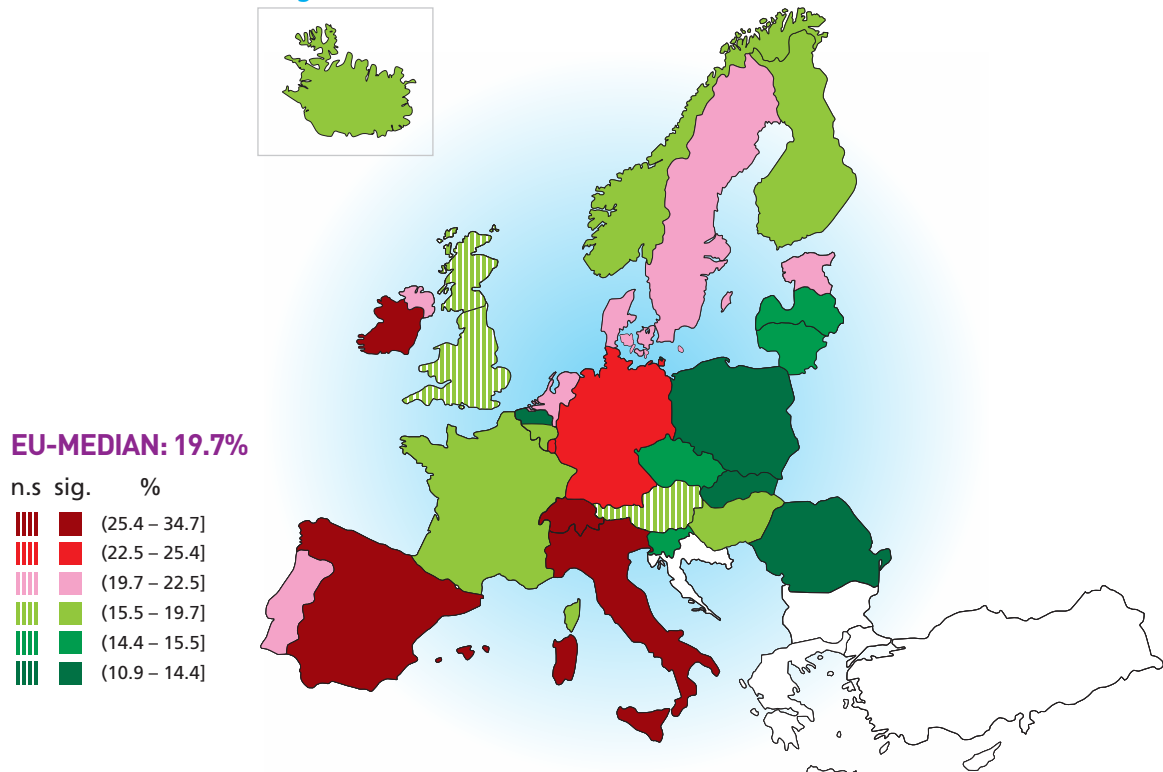 EU-MEDIAN: 19.7%
n.s sig. %
(25.4 – 34.7]
(22.5 – 25.4]
(19.7 – 22.5]
(15.5 – 19.7]
(14.4 – 15.5]
(10.9 – 14.4]